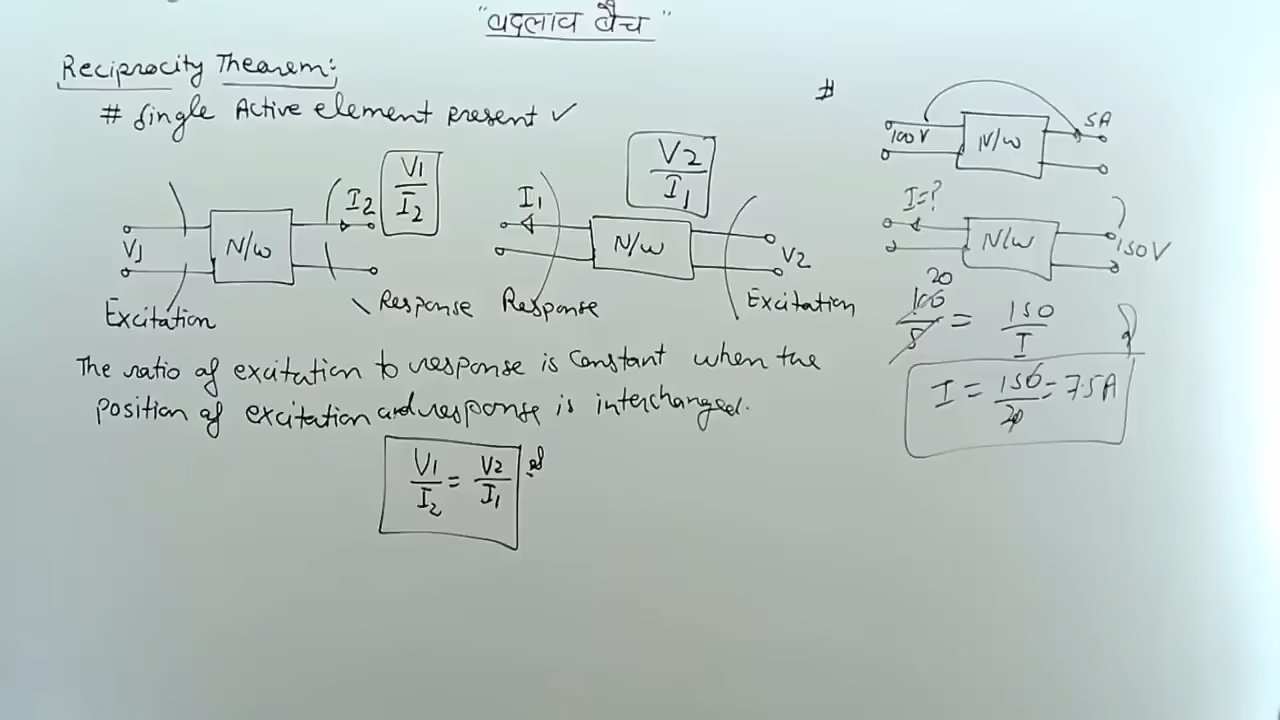 "बदलाव बैच"
Reciprocity Theorem:
# Single Active element present ✓
V1
I2
V1/I2
N/w
Excitation
Response
I1
V2/I1
N/w
V2
Response
Excitation
The ratio of excitation to response is constant when the
position of excitation and response is interchanged.
V1/I2 = V2/I1
#
100V
N/w
5A
I=?
N/w
150V
20
100/5 = 150/I
I = 150/20 = 7.5A